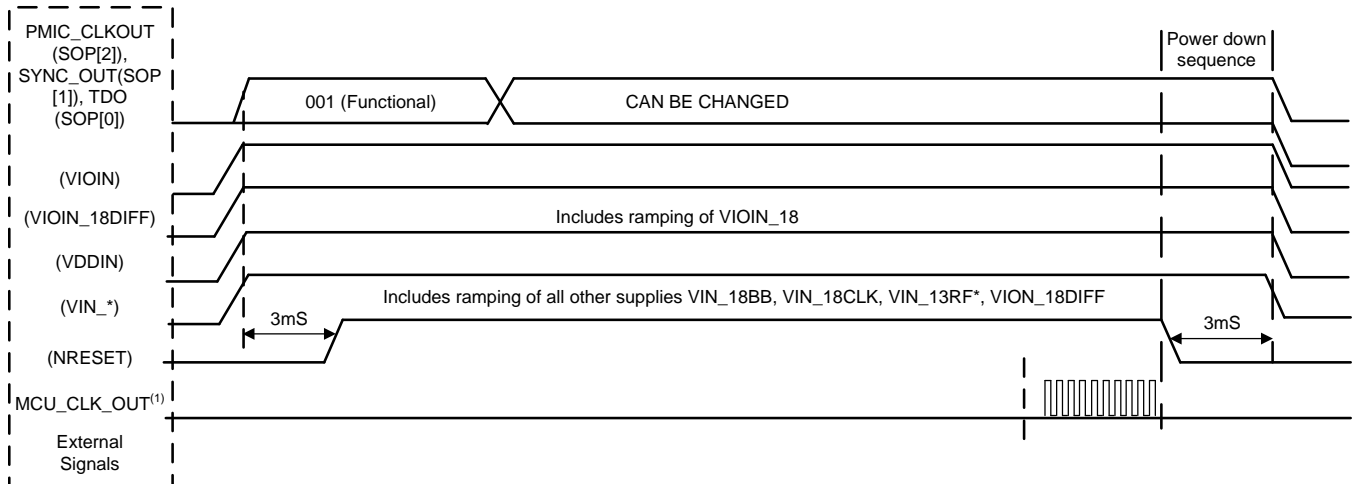 PMIC_CLKOUT
(SOP[2]),
SYNC_OUT(SOP
[1]), TDO
(SOP[0])
Power down
sequence
001 (Functional)
CAN BE CHANGED
(VIOIN)
(VIOIN_18DIFF)
Includes ramping of VIOIN_18
(VDDIN)
(VIN_*)
Includes ramping of all other supplies VIN_18BB, VIN_18CLK, VIN_13RF*, VION_18DIFF
3mS
3mS
(NRESET)
MCU_CLK_OUT(1)
External
Signals